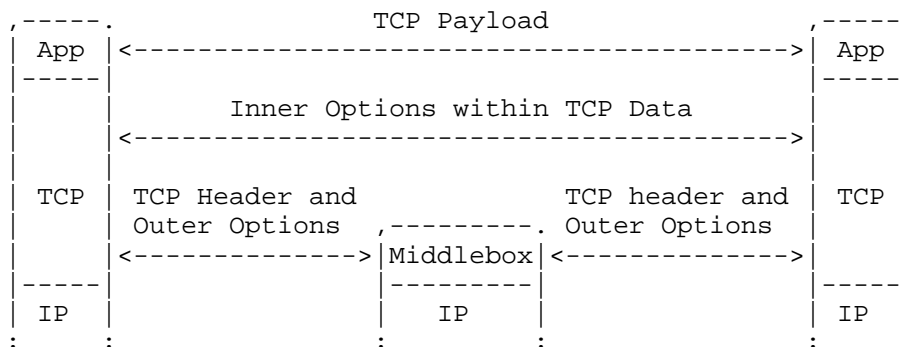 TCP Payload
App App
Inner Options within TCP Data
TCP TCP Header and TCP header and TCP
Outer Options Outer Options
Middlebox
IP IP IP